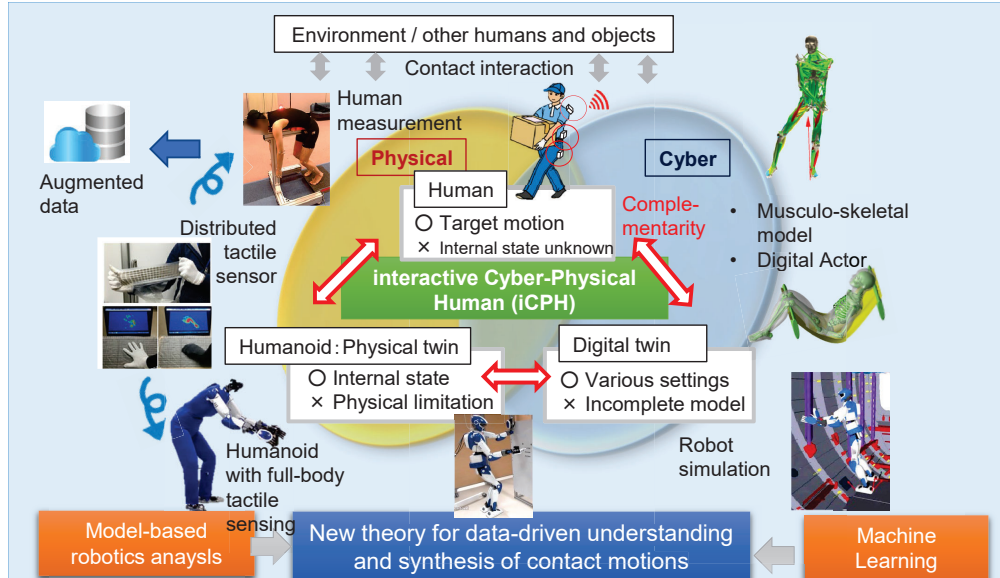 Environment / other humans and objects
Contact interaction
Human
measurement
Physical
Cyber
Augmented
data
Human
○ Target motion
× Internal state unknown
Comple-
mentarity
• Musculo-skeletal
model
• Digital Actor
Distributed
tactile
sensor
interactive Cyber-Physical
Human (iCPH)
Humanoid：Physical twin
○ Internal state
× Physical limitation
Digital twin
○ Various settings
× Incomplete model
Humanoid
with full-body
tactile
sensing
Robot
simulation
Model-based
robotics anaysls
New theory for data-driven understanding
and synthesis of contact motions
Machine
Learning